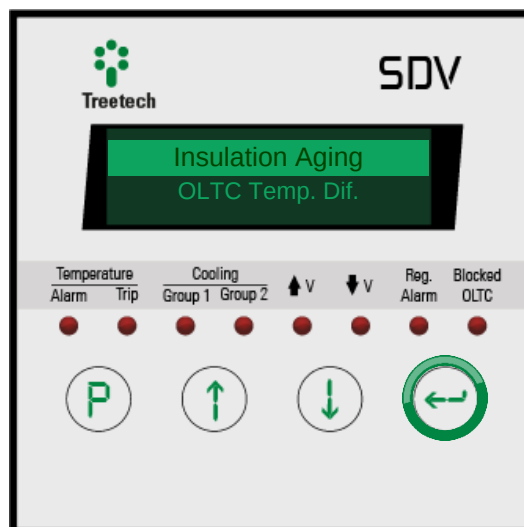 Treetech
SDV
Insulation Aging
OLTC Temp. Dif.
Temperature
Alarm Trip
Cooling
Group 1 Group 2
V
V
Reg.
Alarm
Blocked
OLTC
P